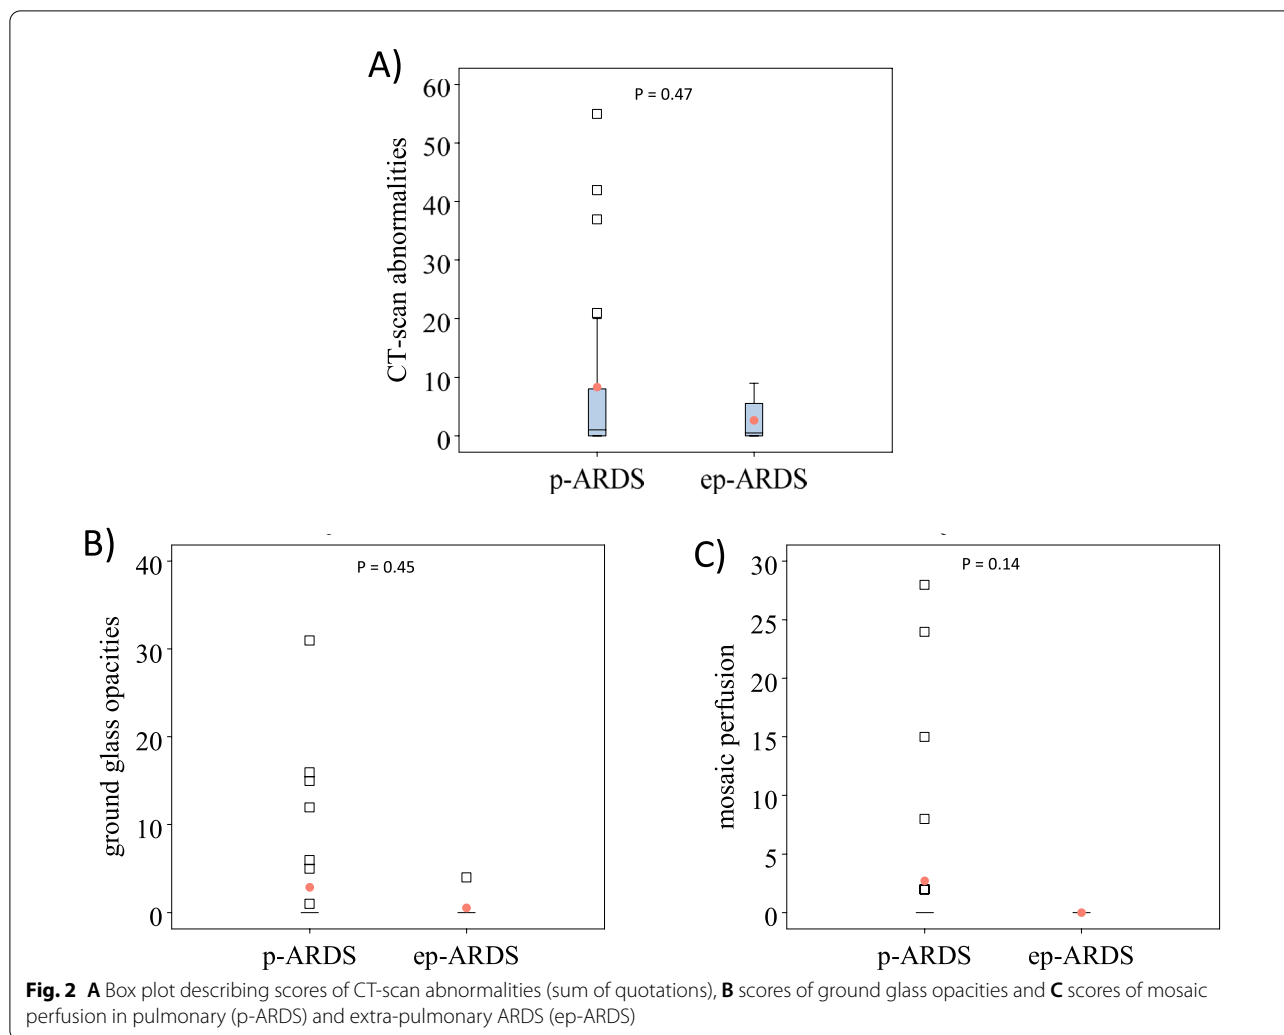 A)
P = 0.47
CT-scan abnormalities
60
50
40
30
20
10
0
p-ARDS
ep-ARDS
B)
P = 0.45
ground glass opacities
40
30
20
10
0
p-ARDS
ep-ARDS
C)
P = 0.14
mosaic perfusion
30
25
20
15
10
5
0
p-ARDS
ep-ARDS
Fig. 2 A Box plot describing scores of CT-scan abnormalities (sum of quotations), B scores of ground glass opacities and C scores of mosaic
perfusion in pulmonary (p-ARDS) and extra-pulmonary ARDS (ep-ARDS)